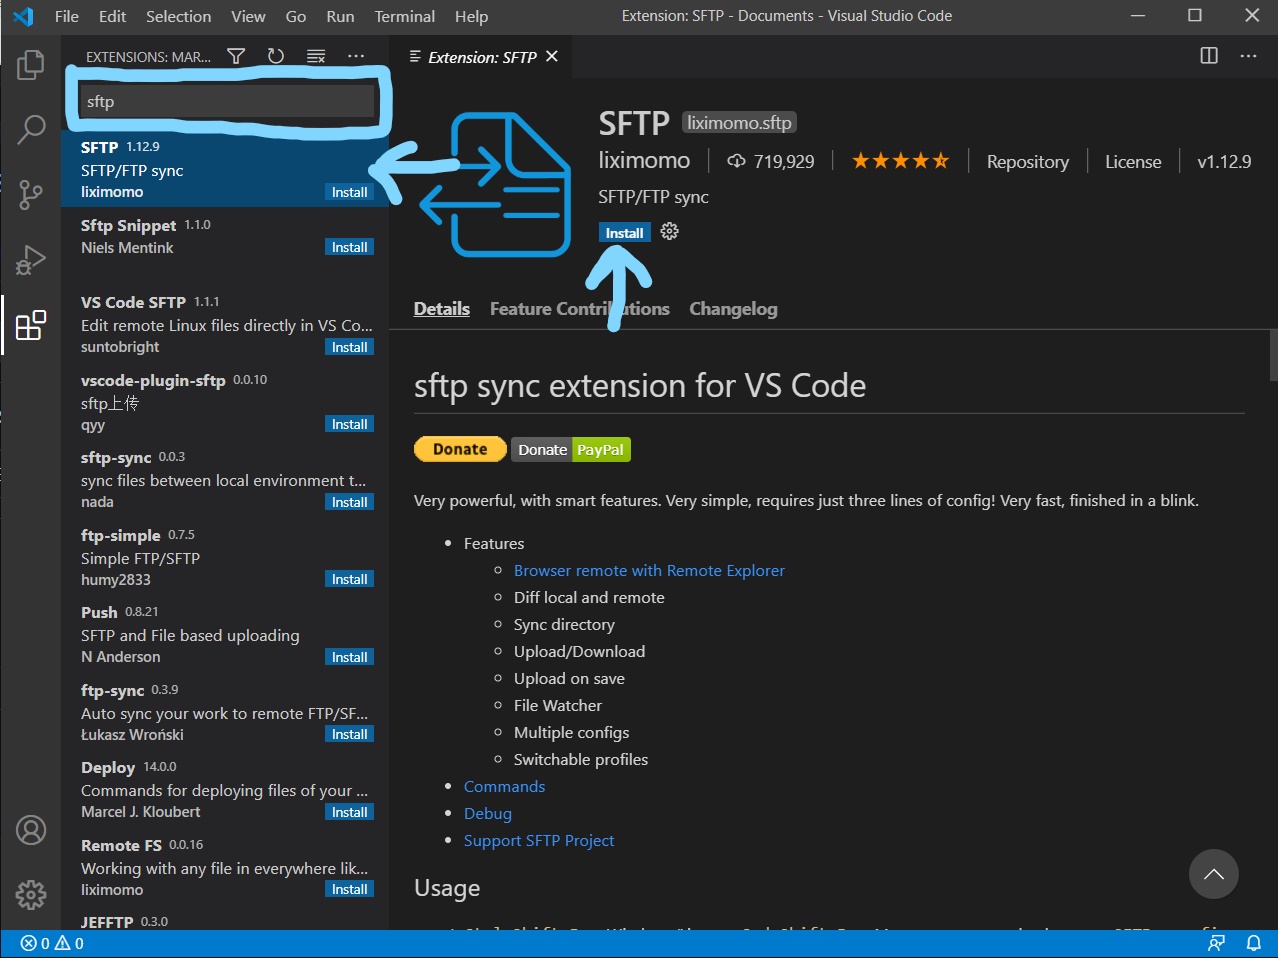 File Edit Selection View Go Run Terminal Help
Extension: SFTP - Documents - Visual Studio Code
EXTENSIONS: MAR...
sftp
SFTP 1.12.9
SFTP/FTP sync
liximomo Install
Sftp Snippet 1.1.0
Niels Mentink Install
VS Code SFTP 1.1.1
Edit remote Linux files directly in VS Co...
suntobright Install
vscode-plugin-sftp 0.0.10
sftp上传
qyy Install
sftp-sync 0.0.3
sync files between local environment t...
nada Install
ftp-simple 0.7.5
Simple FTP/SFTP
humy2833 Install
Push 0.8.21
SFTP and File based uploading
N Anderson Install
ftp-sync 0.3.9
Auto sync your work to remote FTP/SF...
Łukasz Wroński Install
Deploy 14.0.0
Commands for deploying files of your ...
Marcel J. Kloubert Install
Remote FS 0.0.16
Working with any file in everywhere lik...
liximomo Install
JEFFTP 0.3.0
Extension: SFTP
SFTP liximomo.sftp
liximomo 719,929 Repository License v1.12.9
SFTP/FTP sync
Install
Details Feature Contributions Changelog
sftp sync extension for VS Code
Donate Donate PayPal
Very powerful, with smart features. Very simple, requires just three lines of config! Very fast, finished in a blink.
• Features
Browser remote with Remote Explorer
Diff local and remote
Sync directory
Upload/Download
Upload on save
File Watcher
Multiple configs
Switchable profiles
• Commands
• Debug
• Support SFTP Project
Usage
0 0